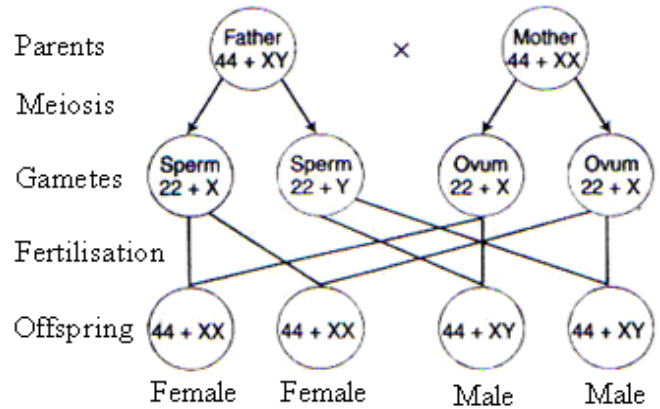 Parents
Father
44 + XY
×
Mother
44 + XX
Meiosis
Gametes
Sperm
22 + X
Sperm
22 + Y
Ovum
22 + X
Ovum
22 + X
Fertilisation
Offspring
44 + XX
44 + XX
44 + XY
44 + XY
Female
Female
Male
Male